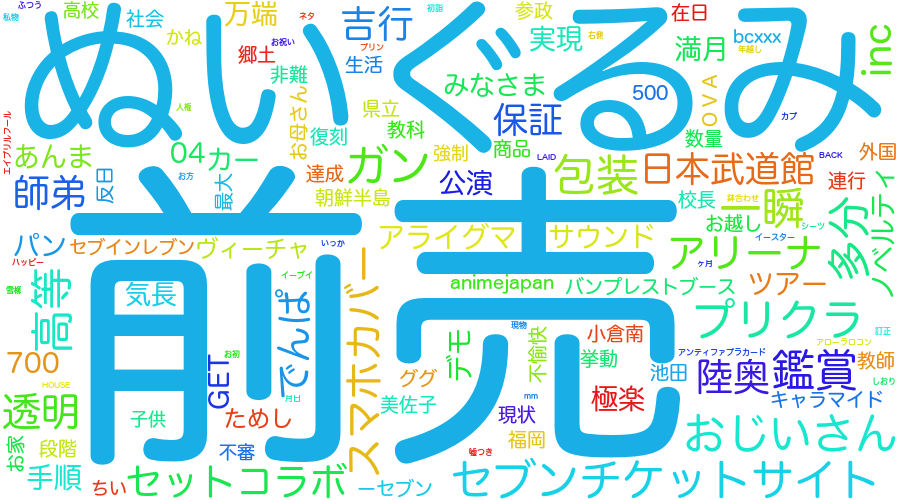 ぬいぐるみ
前売
ふつう
私物
高校
社会
万端
吉行
初詣
参政
在日
ネタ
お祝い
プリン
かね
郷土
非難
生活
実現
右側
満月
bcxxx
年越し
inc
みなさま
500
OVA
人権
エイプリルフール
お母さん
県立
復刻
教科
保証
強制
商品
数量
カブ
あんま
04
カー
ガン
LAID
BACK
外国
師弟
反日
お方
最大
達成
朝鮮半島
公演
包装
日本武道館
連行
校長
鉢合わせ
一瞬
お越し
シーツ
多分
ノベルティ
パン
セブインレブン
ヴィーチャ
いっか
アライグマ
サウンド
イースター
アリーナ
ハッピー
雪椿
高等
気長
イーブイ
でんぱ
スマホカバー
animejapan
バンプレストブース
ヶ月
ツアー
プリクラ
現物
訂正
700
お初
GET
デモ
不愉快
小倉南
挙動
アンティファプラカード
アローラロコン
教師
HOUSE
月日
ググ
池田
陸奥
鑑賞
しおり
透明
子供
ためし
美佐子
mm
極楽
キャラマイド
現状
お家
段階
不審
福岡
おじいさん
嘘つき
手順
ちい
セットコラボ
ーセブン
セブンチケットサイト